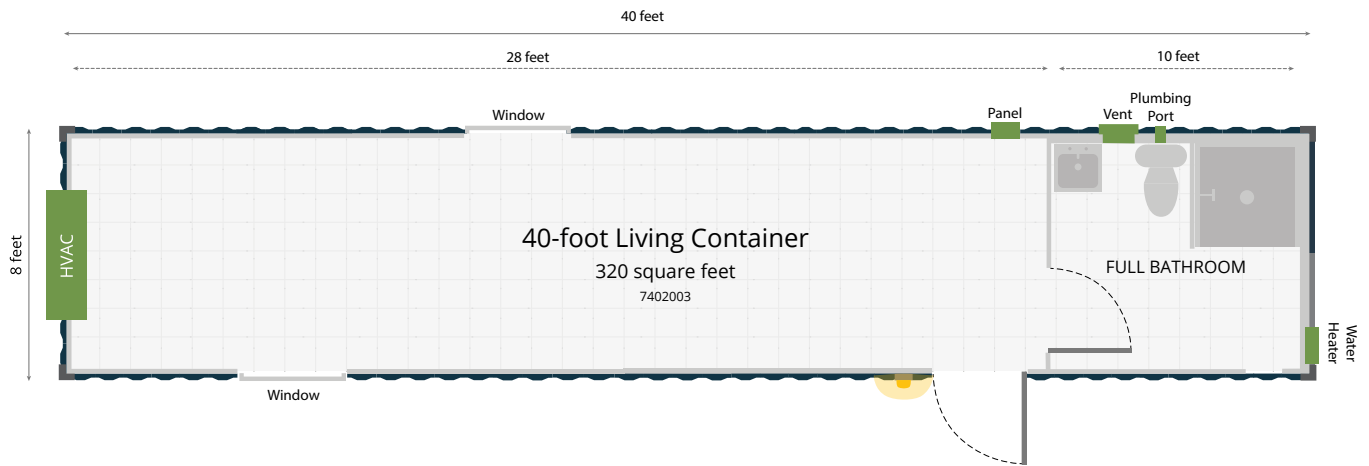 40 feet
28 feet
10 feet
Window
Panel
Vent
Plumbing
Port
8 feet
HVAC
40-foot Living Container
320 square feet
7402003
FULL BATHROOM
Water
Heater
Window